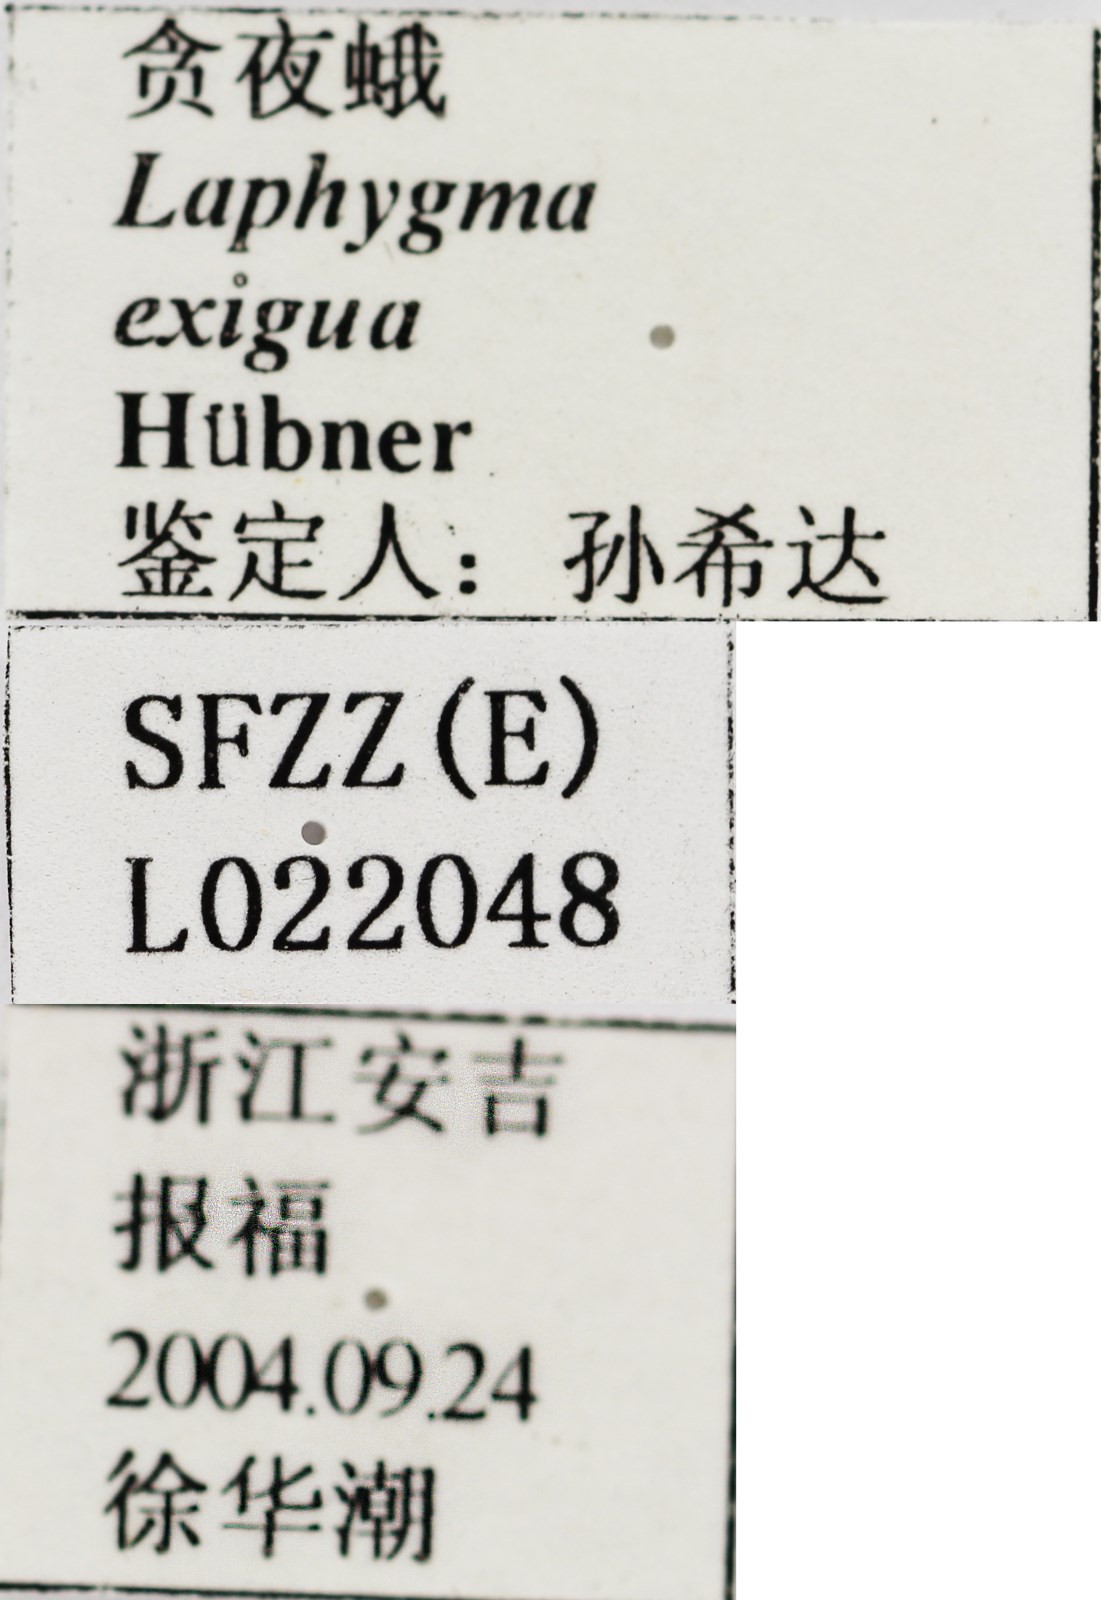 贪夜蛾
Laphygma
exigua
Hübner
鉴定人：孙希达
SFZZ(E)
L022048
浙江安吉
报福
2004.09.24
徐华潮